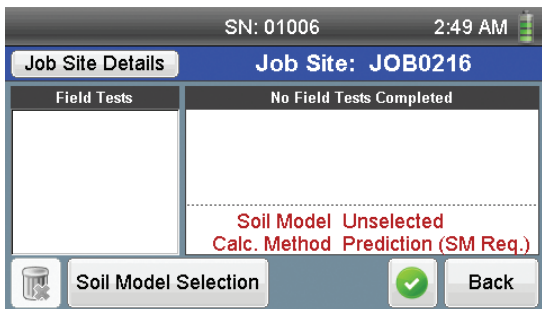 SN: 01006 2:49 AM
Job Site Details Job Site: JOB0216
Field Tests No Field Tests Completed
Soil Model Unselected
Calc. Method Prediction (SM Req.)
Soil Model Selection Back